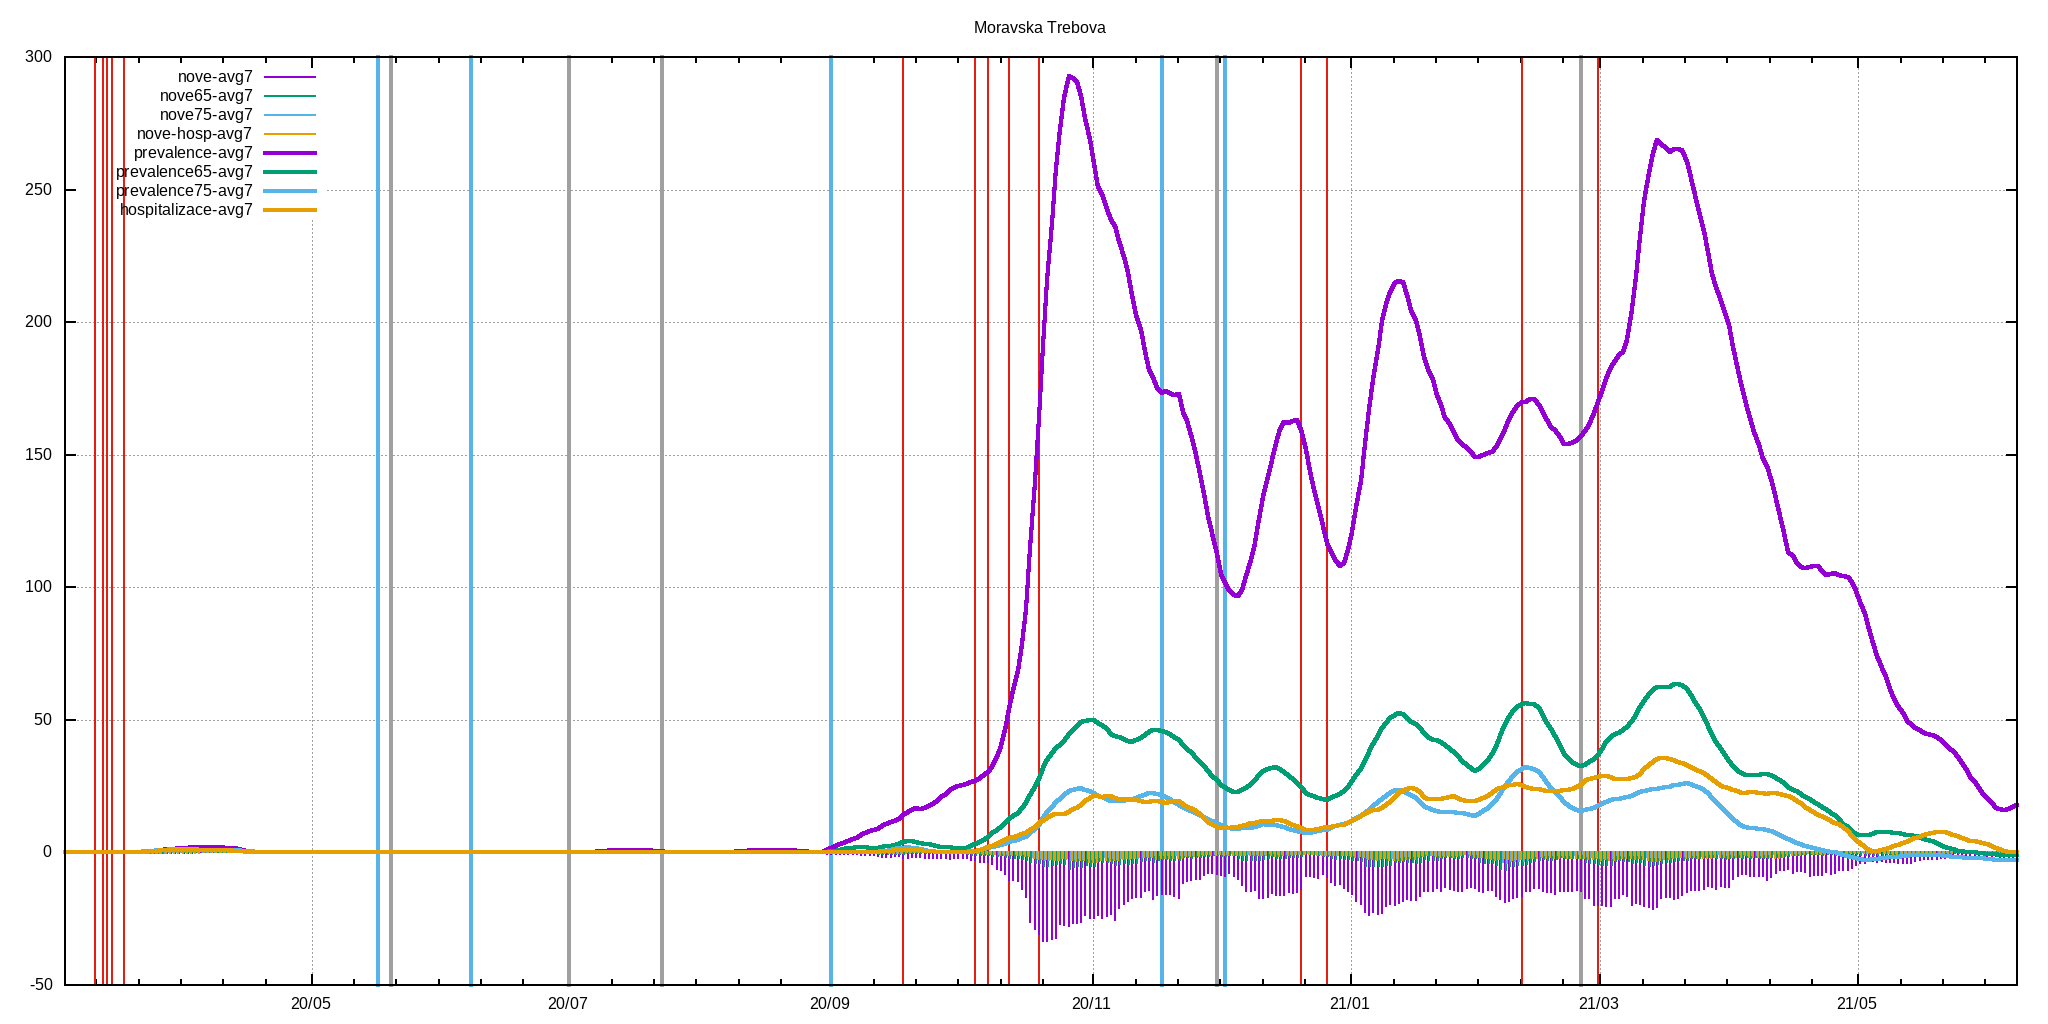 Moravska Trebova
300
250
200
150
100
50
0
-50
nove-avg7
nove65-avg7
nove75-avg7
nove-hosp-avg7
prevalence-avg7
prevalence65-avg7
prevalence75-avg7
hospitalizace-avg7
20/05
20/07
20/09
20/11
21/01
21/03
21/05